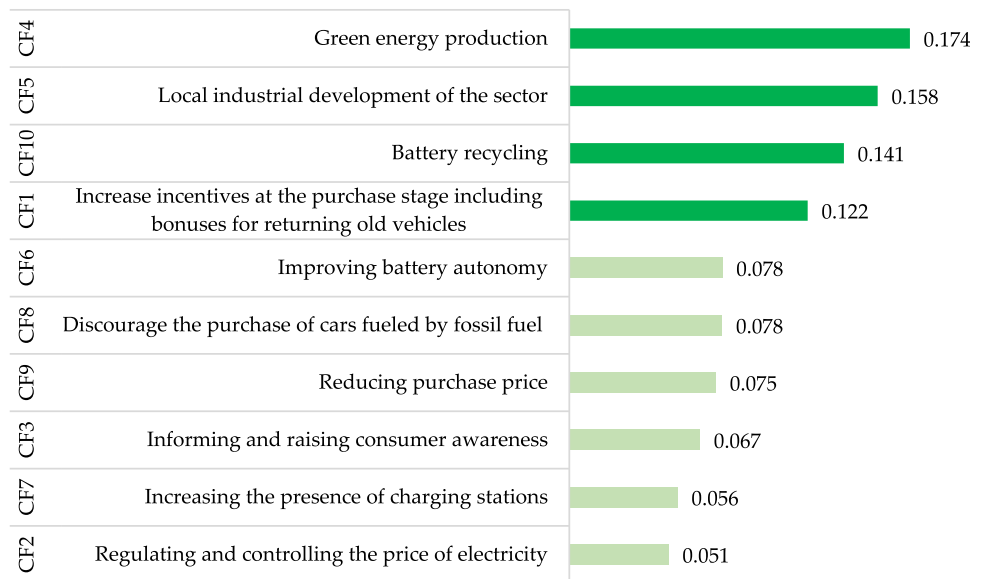 CF4
Green energy production
0.174
CF5
Local industrial development of the sector
0.158
CF10
Battery recycling
0.141
CF1
Increase incentives at the purchase stage including
bonuses for returning old vehicles
0.122
CF6
Improving battery autonomy
0.078
CF8
Discourage the purchase of cars fueled by fossil fuel
0.078
CF9
Reducing purchase price
0.075
CF3
Informing and raising consumer awareness
0.067
CF7
Increasing the presence of charging stations
0.056
CF2
Regulating and controlling the price of electricity
0.051